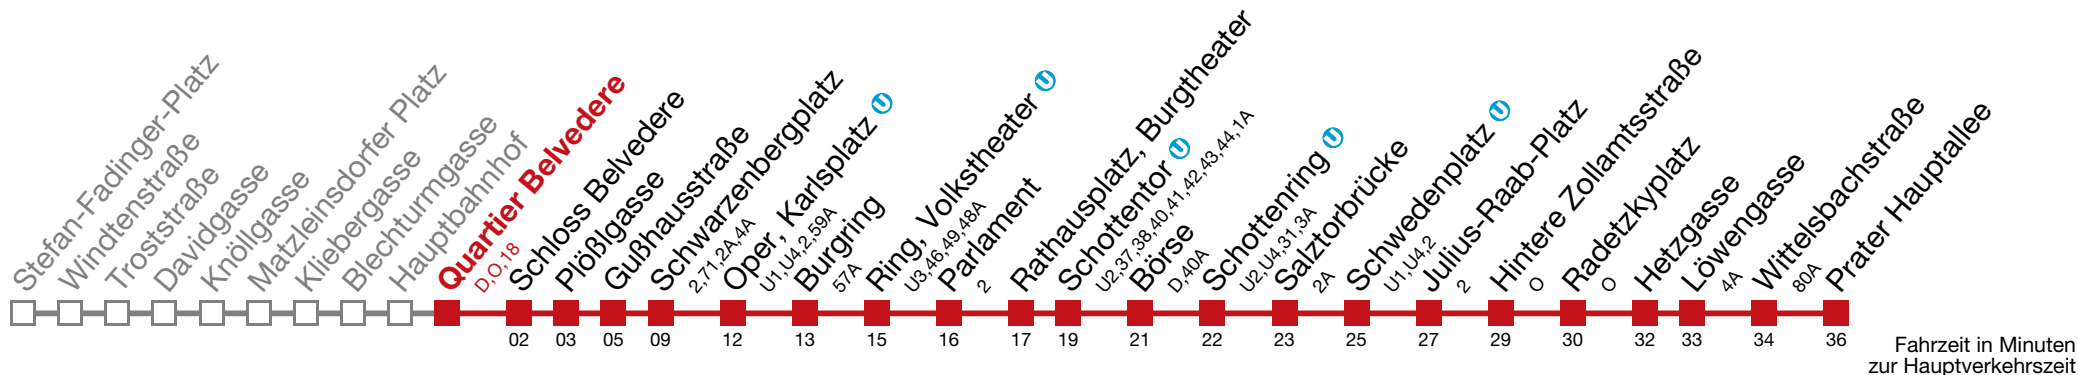 Stefan-Fadinger-Platz
Windtenstraße
Troststraße
Davidgasse
Knöllgasse
Matzleinsdorfer Platz
Kliebergasse
Blechturmgasse
Hauptbahnhof
Quartier Belvedere
D,O,18
Schloss Belvedere
Plößlgasse
Gußhausstraße
Schwarzenbergplatz
2,71,2A,4A
Oper, Karlsplatz U
U1,U4,2,59A
Burgring
57A
Ring, Volkstheater U
U3,46,49,48A
Parlament
2
Rathausplatz, Burgtheater
Schottentor U
U2,37,38,40,41,42,43,44,1A
Börse
D,40A
Schottenring U
U2,U4,31,3A
Salztorbrücke
2A
Schwedenplatz U
U1,U4,2
Julius-Raab-Platz
2
Hintere Zollamtsstraße
O
Radetzkyplatz
O
Hetzgasse
Löwengasse
4A
Wittelsbachstraße
80A
Prater Hauptallee
02 03 05 09 12 13 15 16 17 19 21 22 23 25 27 29 30 32 33 34 36
Fahrzeit in Minuten
zur Hauptverkehrszeit